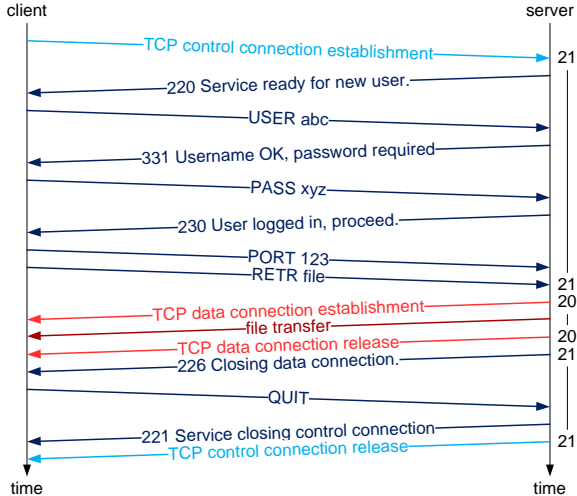 client
server
TCP control connection establishment
21
220 Service ready for new user.
USER abc
331 Username OK, password required
PASS xyz
230 User logged in, proceed.
PORT 123
RETR file
21
20
TCP data connection establishment
file transfer
20
TCP data connection release
21
226 Closing data connection.
QUIT
221 Service closing control connection
21
TCP control connection release
time
time